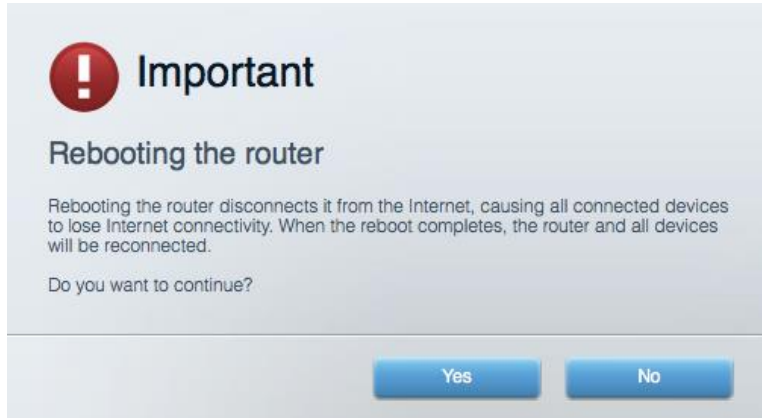 Important
Rebooting the router
Rebooting the router disconnects it from the Internet, causing all connected devices
to lose Internet connectivity. When the reboot completes, the router and all devices
will be reconnected.
Do you want to continue?
Yes No